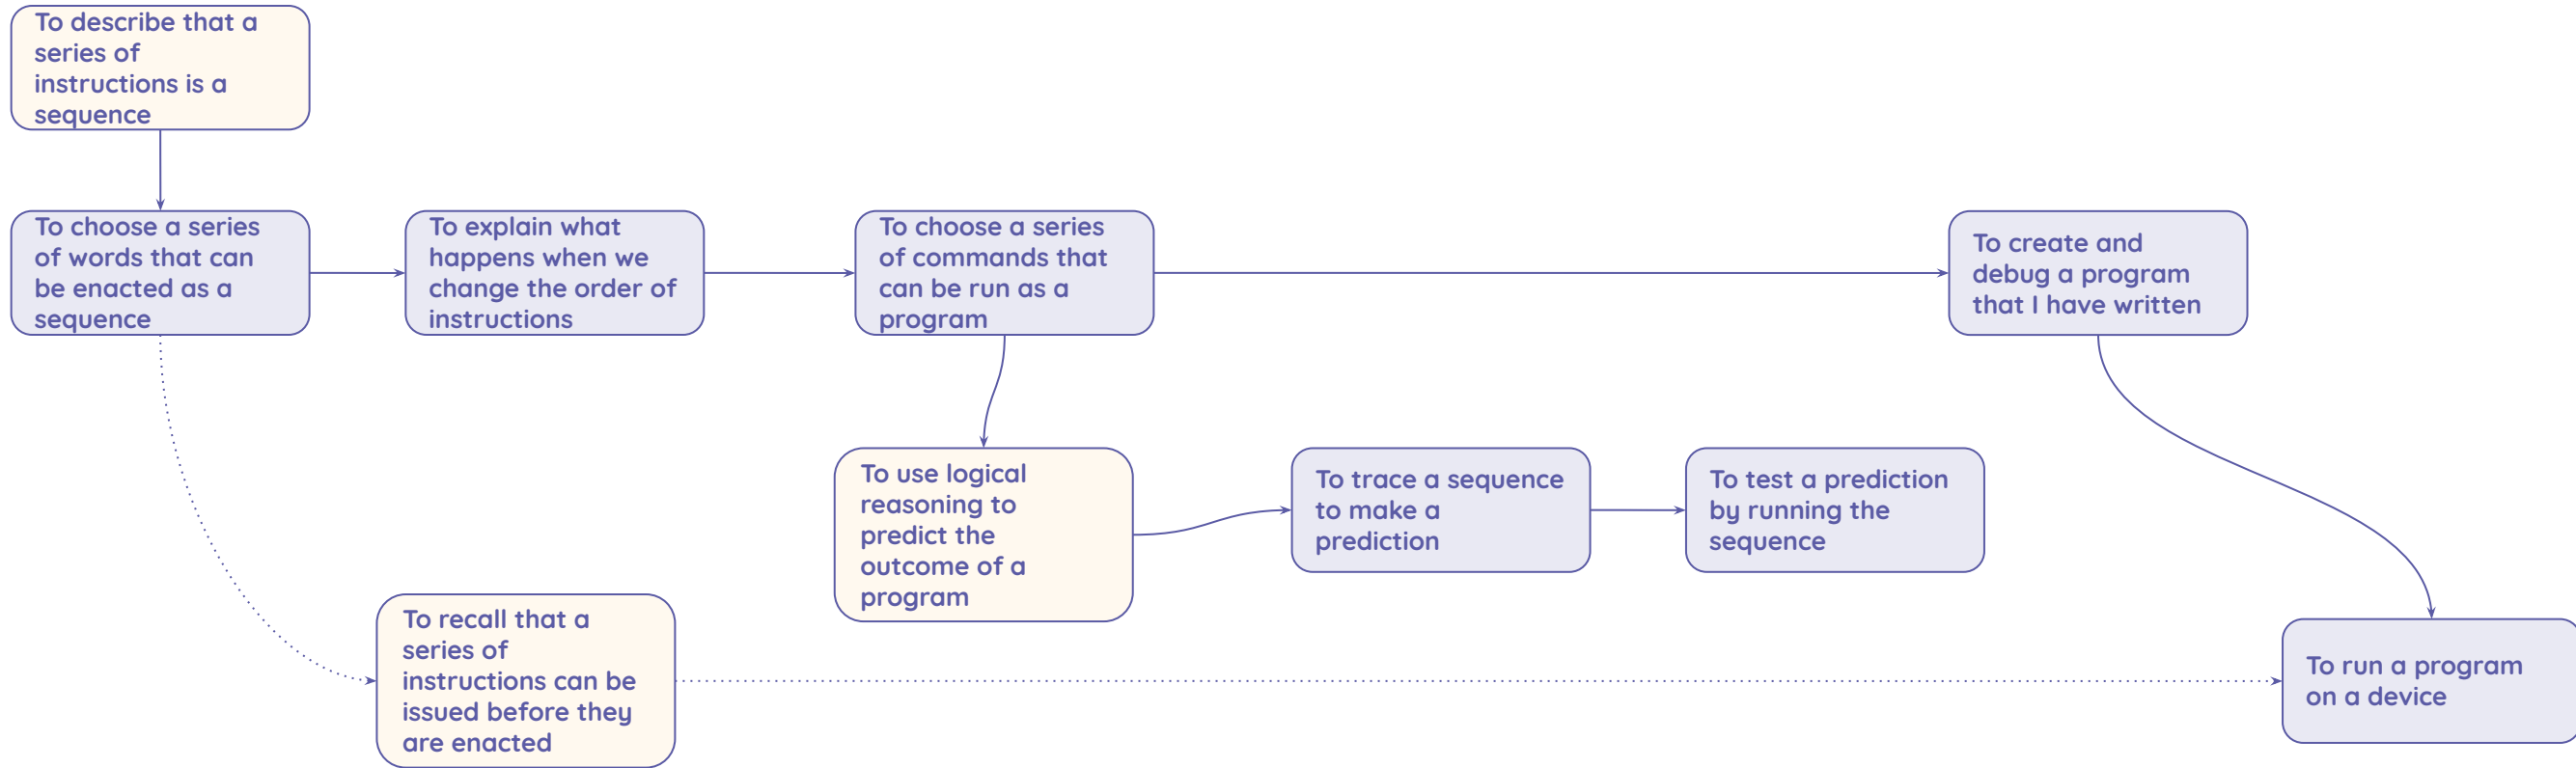 To describe that a
series of
instructions is a
sequence
To choose a series
of words that can
be enacted as a
sequence
To explain what
happens when we
change the order of
instructions
To choose a series
of commands that
can be run as a
program
To create and
debug a program
that I have written
To use logical
reasoning to
predict the
outcome of a
program
To trace a sequence
to make a
prediction
To test a prediction
by running the
sequence
To recall that a
series of
instructions can be
issued before they
are enacted
To run a program
on a device